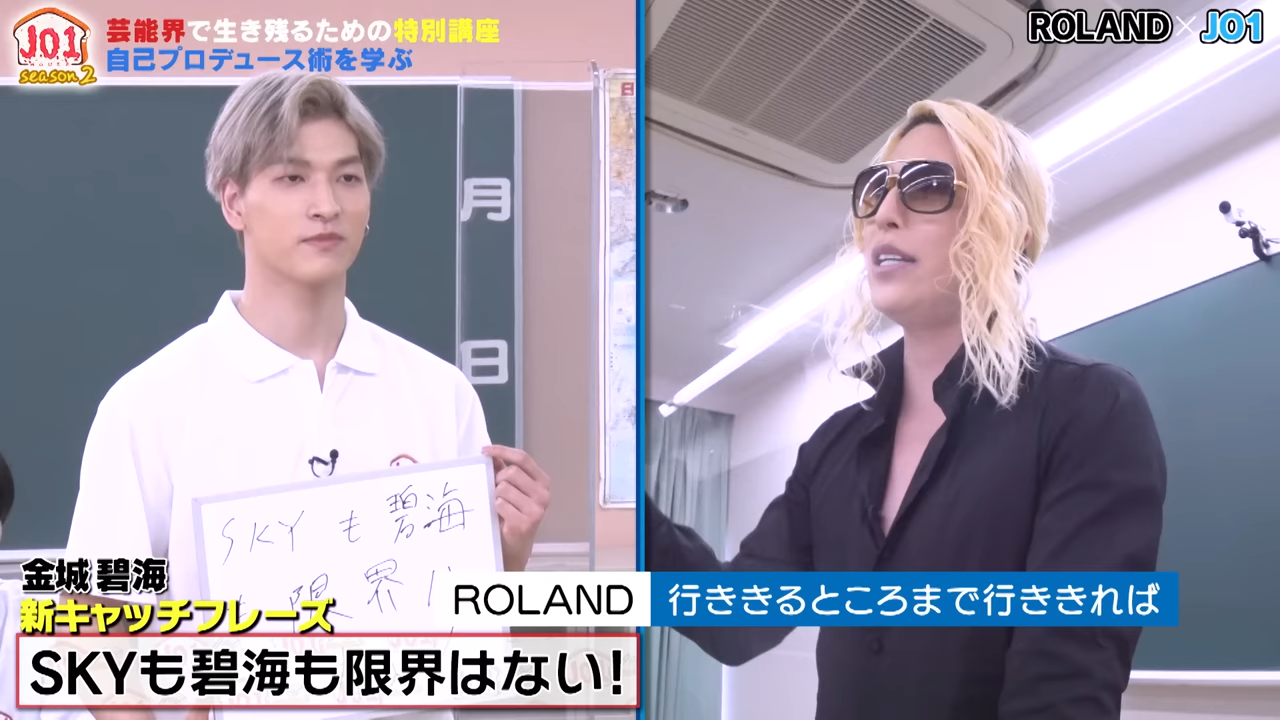 JO1
HOUSE
season2
芸能界で生き残るための特別講座
自己プロデュース術を学ぶ
ROLAND×JO1
月
日
日
SKYも碧海
も限界は
金城 碧海
新キャッチフレーズ
SKYも碧海も限界はない!
ROLAND
行ききるところまで行ききれば